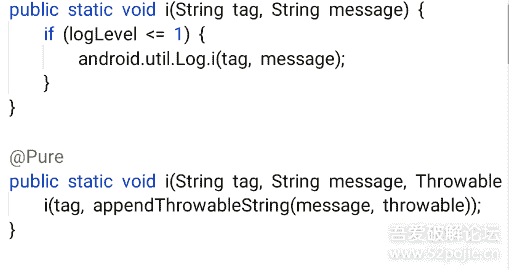 public static void i(String tag, String message) {
if (logLevel <= 1) {
android.util.Log.i(tag, message);
}
}
@Pure
public static void i(String tag, String message, Throwable
i(tag, appendThrowableString(message, throwable));
}
吾爱破解论坛
www.52pojie.cn